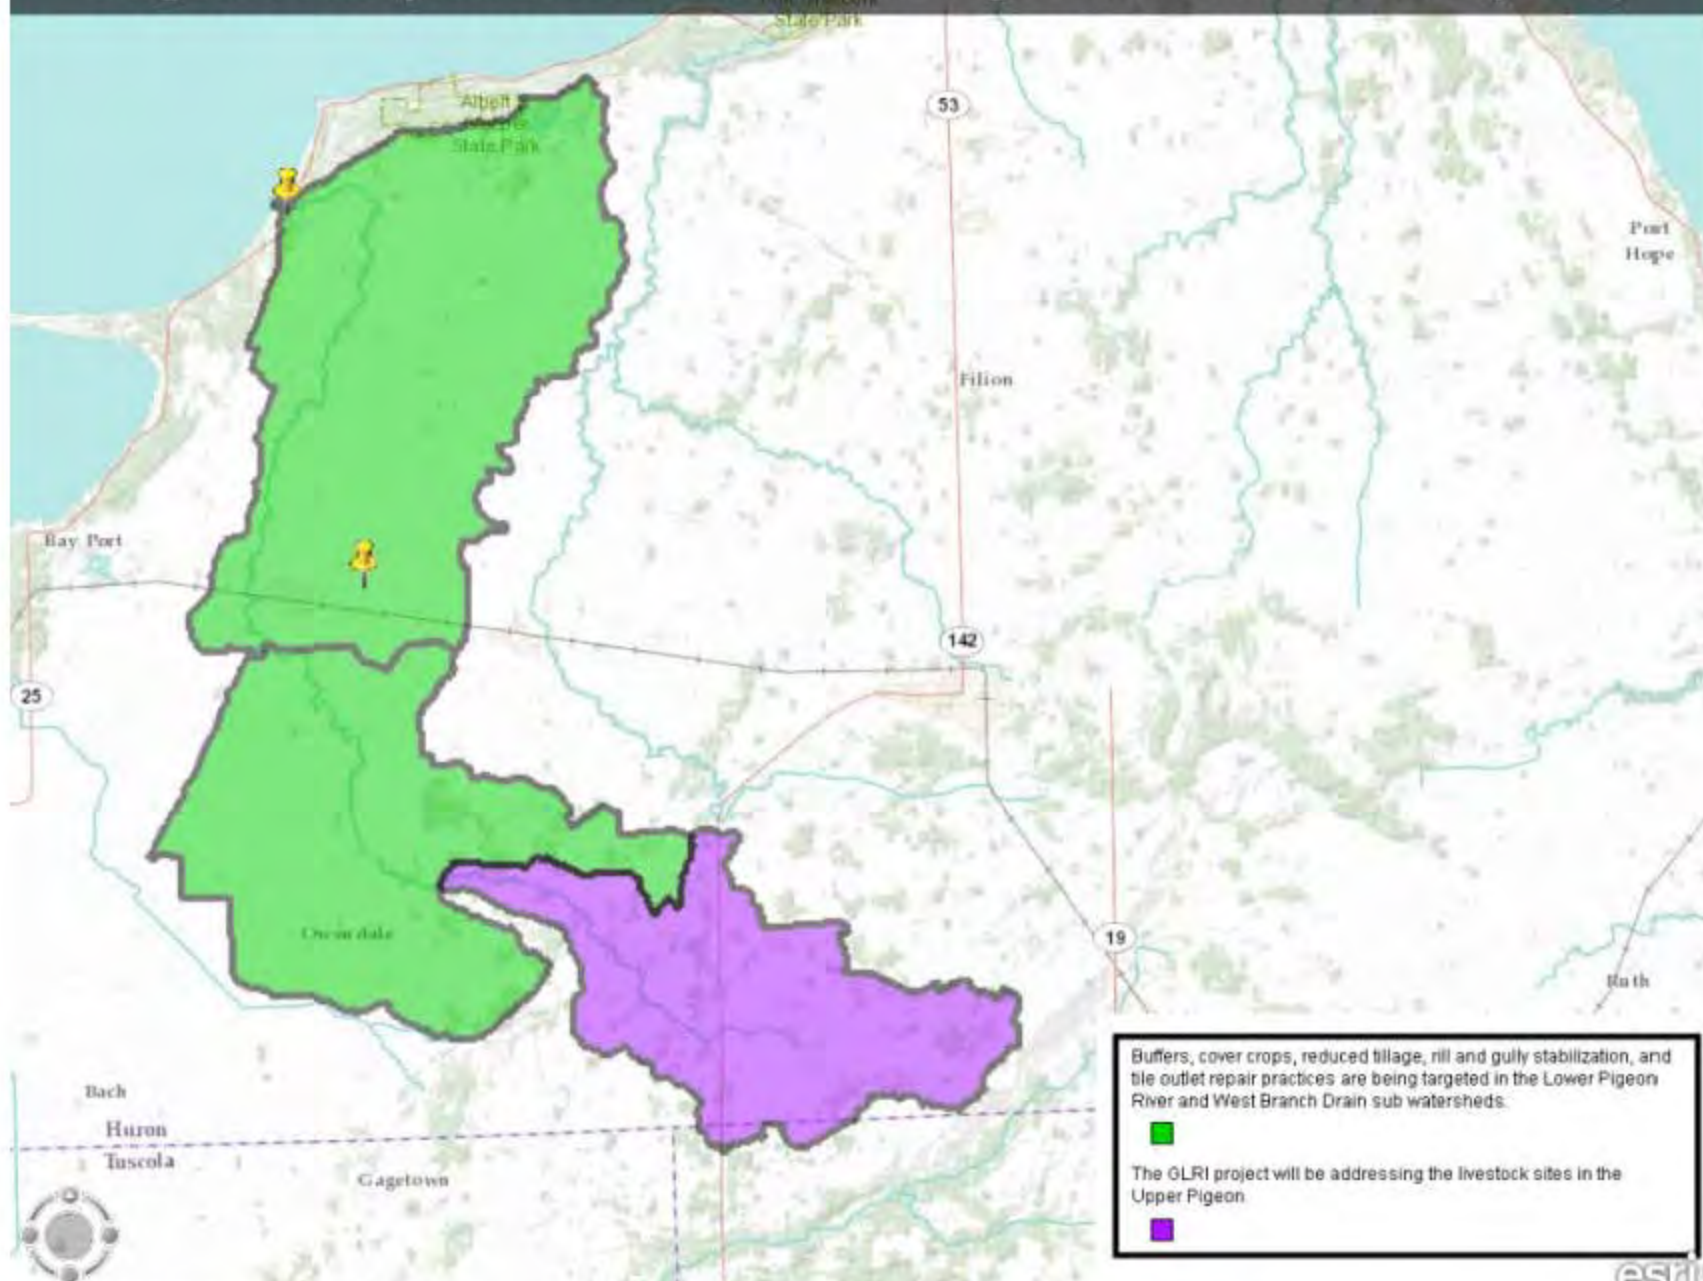 State Park
Albert
State Park
53
Port
Hope
Filion
Bay Port
142
25
19
Ruth
Bach
Huron
Tuscola
Gagetown
Buffers, cover crops, reduced tillage, rill and gully stabilization, and
tile outlet repair practices are being targeted in the Lower Pigeon
River and West Branch Drain sub watersheds.
The GLRI project will be addressing the livestock sites in the
Upper Pigeon
esri